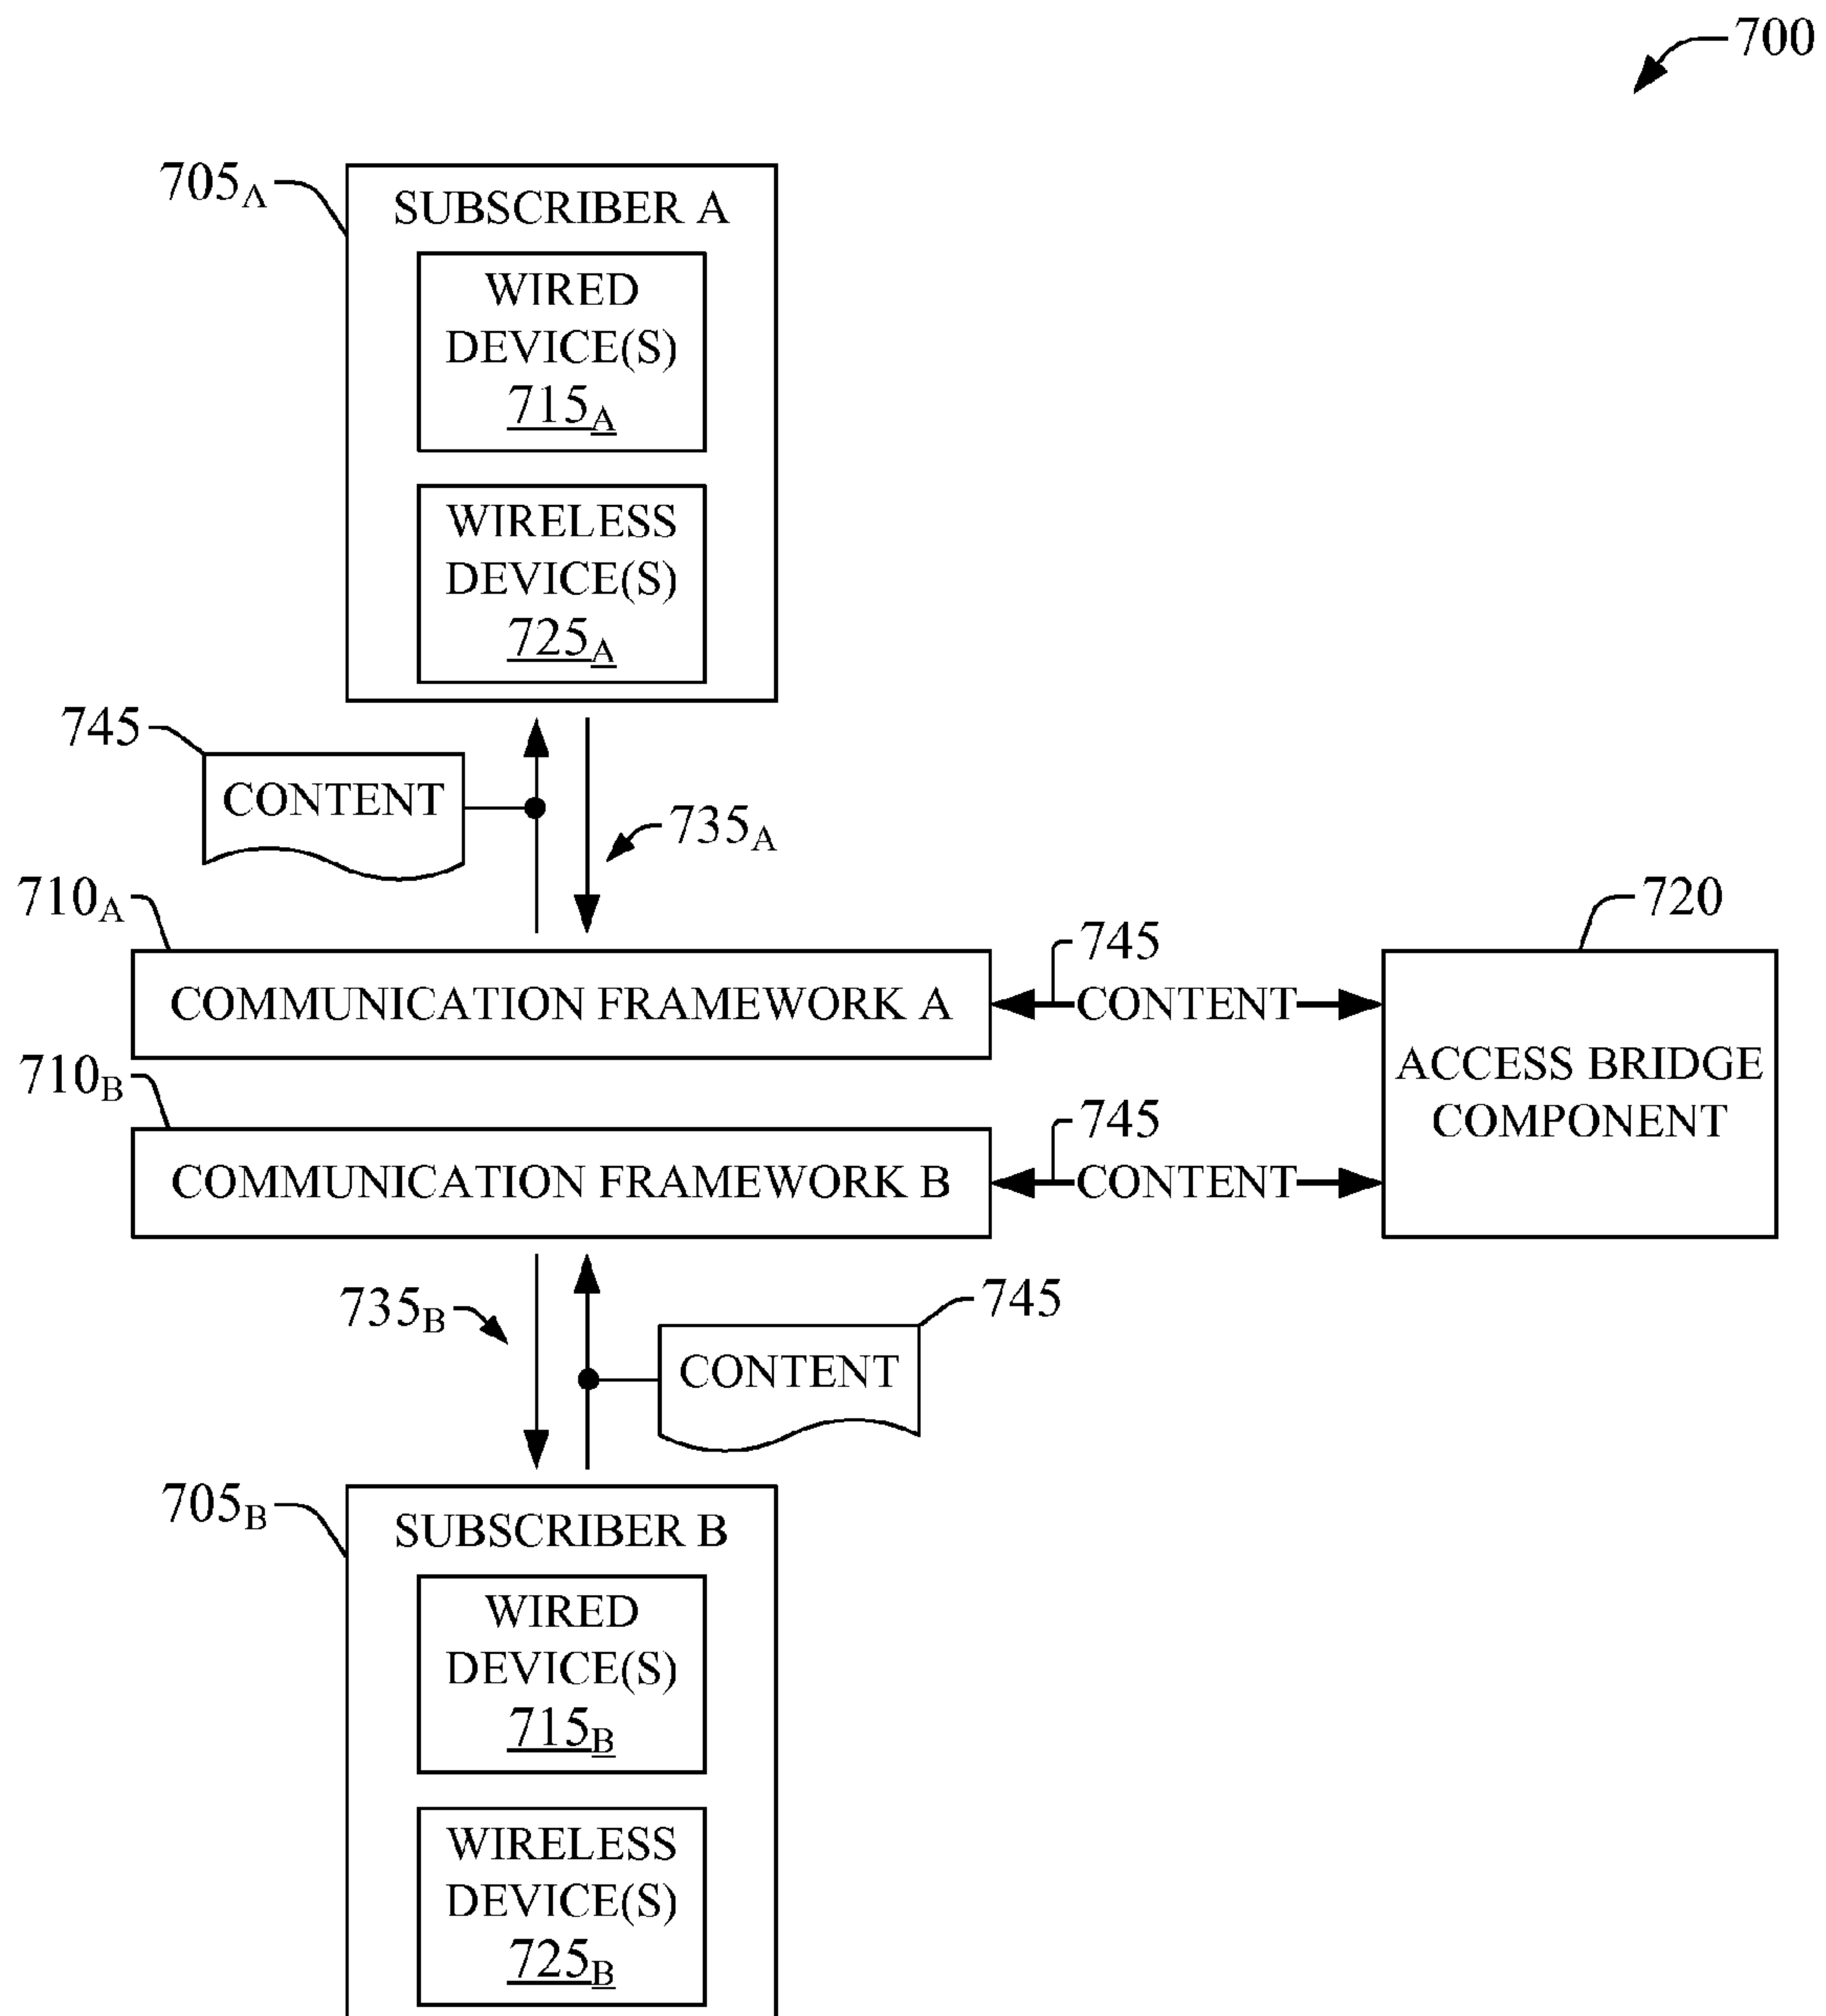 700
705A
SUBSCRIBER A
WIRED
DEVICE(S)
715A
WIRELESS
DEVICE(S)
725A
745
CONTENT
735A
710A
COMMUNICATION FRAMEWORK A
745
CONTENT
720
ACCESS BRIDGE
COMPONENT
710B
COMMUNICATION FRAMEWORK B
745
CONTENT
735B
745
CONTENT
705B
SUBSCRIBER B
WIRED
DEVICE(S)
715B
WIRELESS
DEVICE(S)
725B